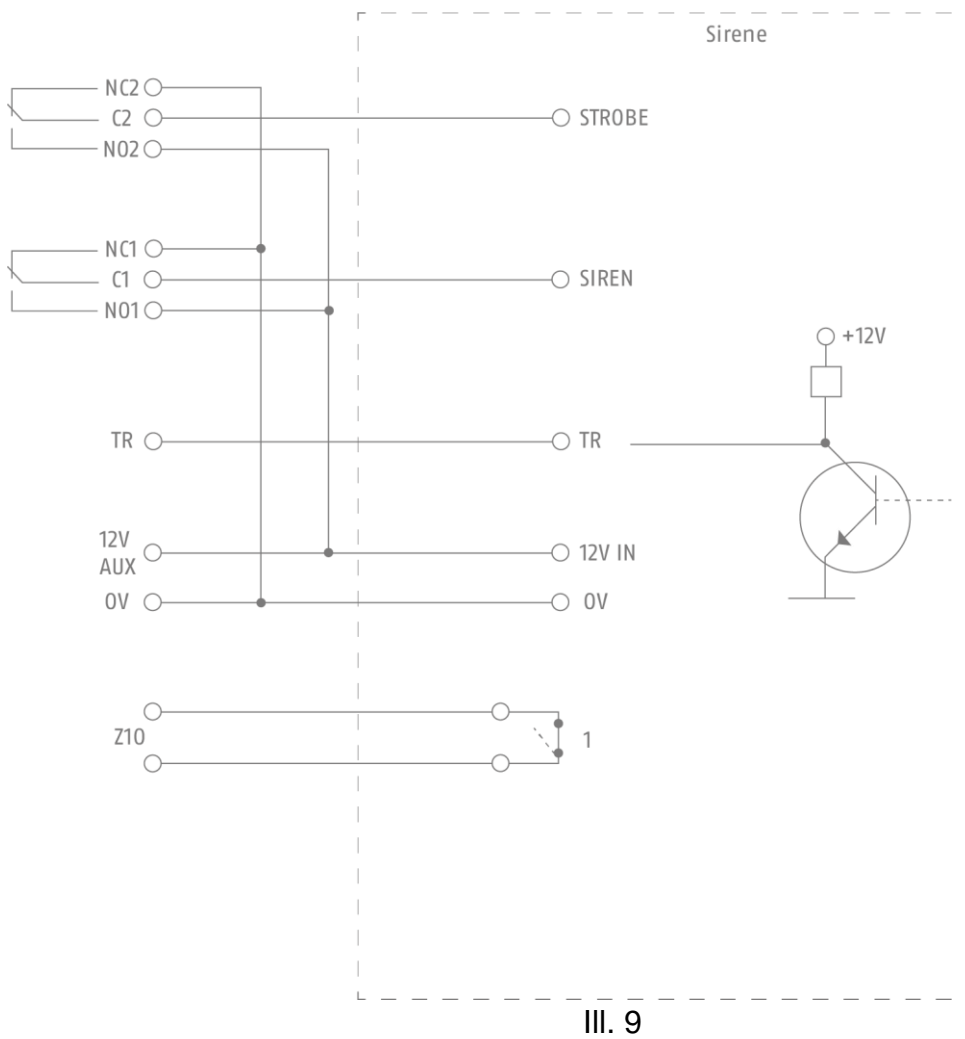 Sirene
NC2
C2
STROBE
NO2
NC1
C1
SIREN
NO1
+12V
TR
TR
12V
AUX
12V IN
0V
0V
Z10
1
Ill. 9